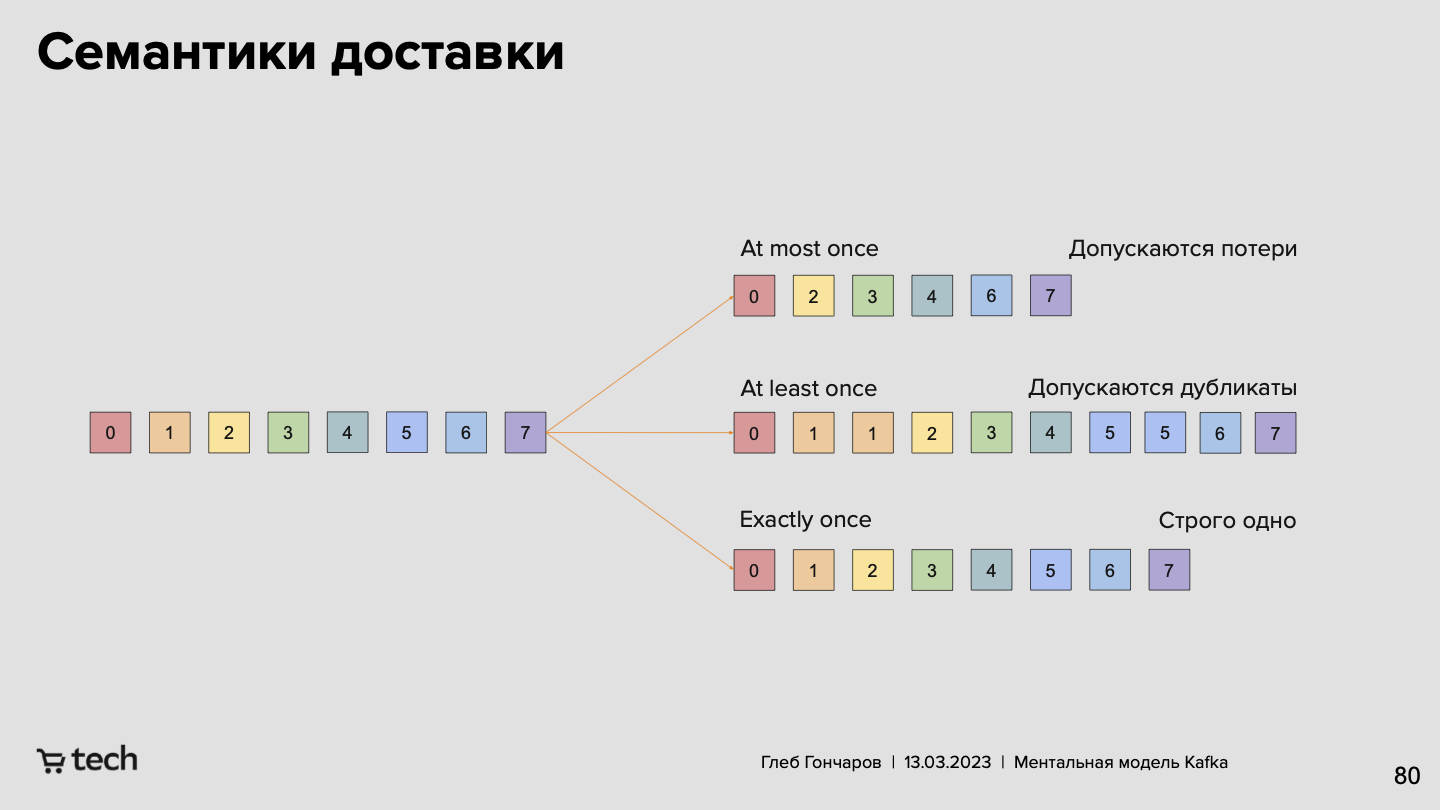 Семантики доставки
At most once Допускаются потери
0 2 3 4 6 7
At least once Допускаются дубликаты
0 1 2 3 4 5 6 7
0 1 1 2 3 4 5 5 6 7
Exactly once Строго одно
0 1 2 3 4 5 6 7
tech
Глеб Гончаров | 13.03.2023 | Ментальная модель Kafka
80